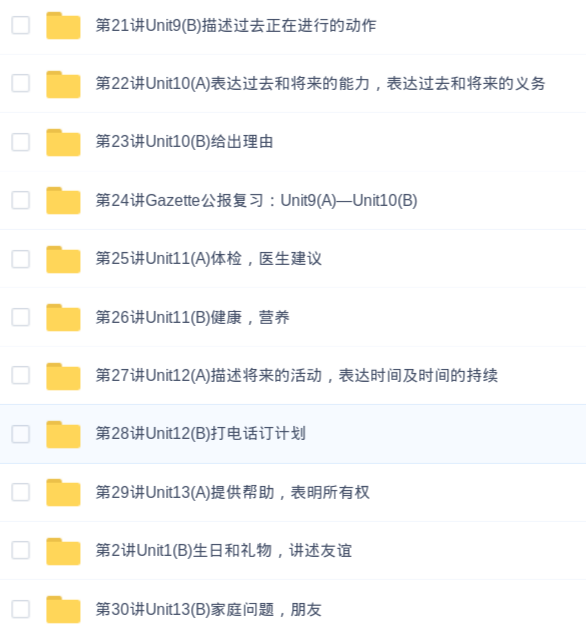 第21讲Unit9(B)描述过去正在进行的动作
第22讲Unit10(A)表达过去和将来的能力，表达过去和将来的义务
第23讲Unit10(B)给出理由
第24讲Gazette公报复习：Unit9(A)—Unit10(B)
第25讲Unit11(A)体检，医生建议
第26讲Unit11(B)健康，营养
第27讲Unit12(A)描述将来的活动，表达时间及时间的持续
第28讲Unit12(B)打电话订计划
第29讲Unit13(A)提供帮助，表明所有权
第2讲Unit1(B)生日和礼物，讲述友谊
第30讲Unit13(B)家庭问题，朋友